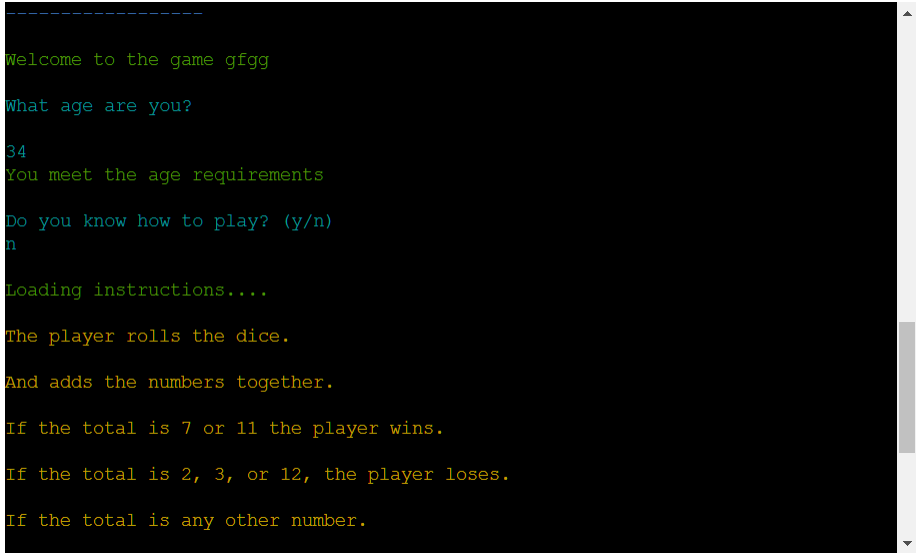 ------------------
Welcome to the game gfgg
What age are you?
34
You meet the age requirements
Do you know how to play? (y/n)
n
Loading instructions....
The player rolls the dice.
And adds the numbers together.
If the total is 7 or 11 the player wins.
If the total is 2, 3, or 12, the player loses.
If the total is any other number.